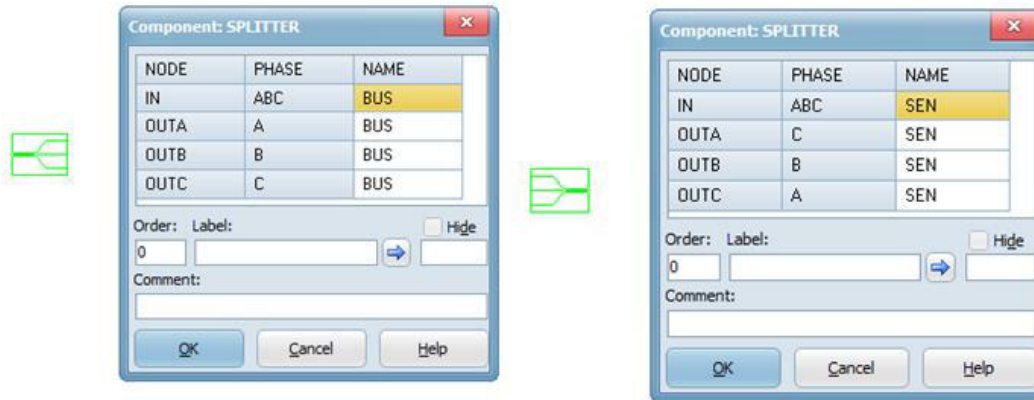 Component: SPLITTER
NODE PHASE NAME
IN ABC BUS
OUTA A BUS
OUTB B BUS
OUTC C BUS
Order: Label: Hide
0
Comment:
OK Cancel Help
Component: SPLITTER
NODE PHASE NAME
IN ABC SEN
OUTA C SEN
OUTB B SEN
OUTC A SEN
Order: Label: Hide
0
Comment:
OK Cancel Help